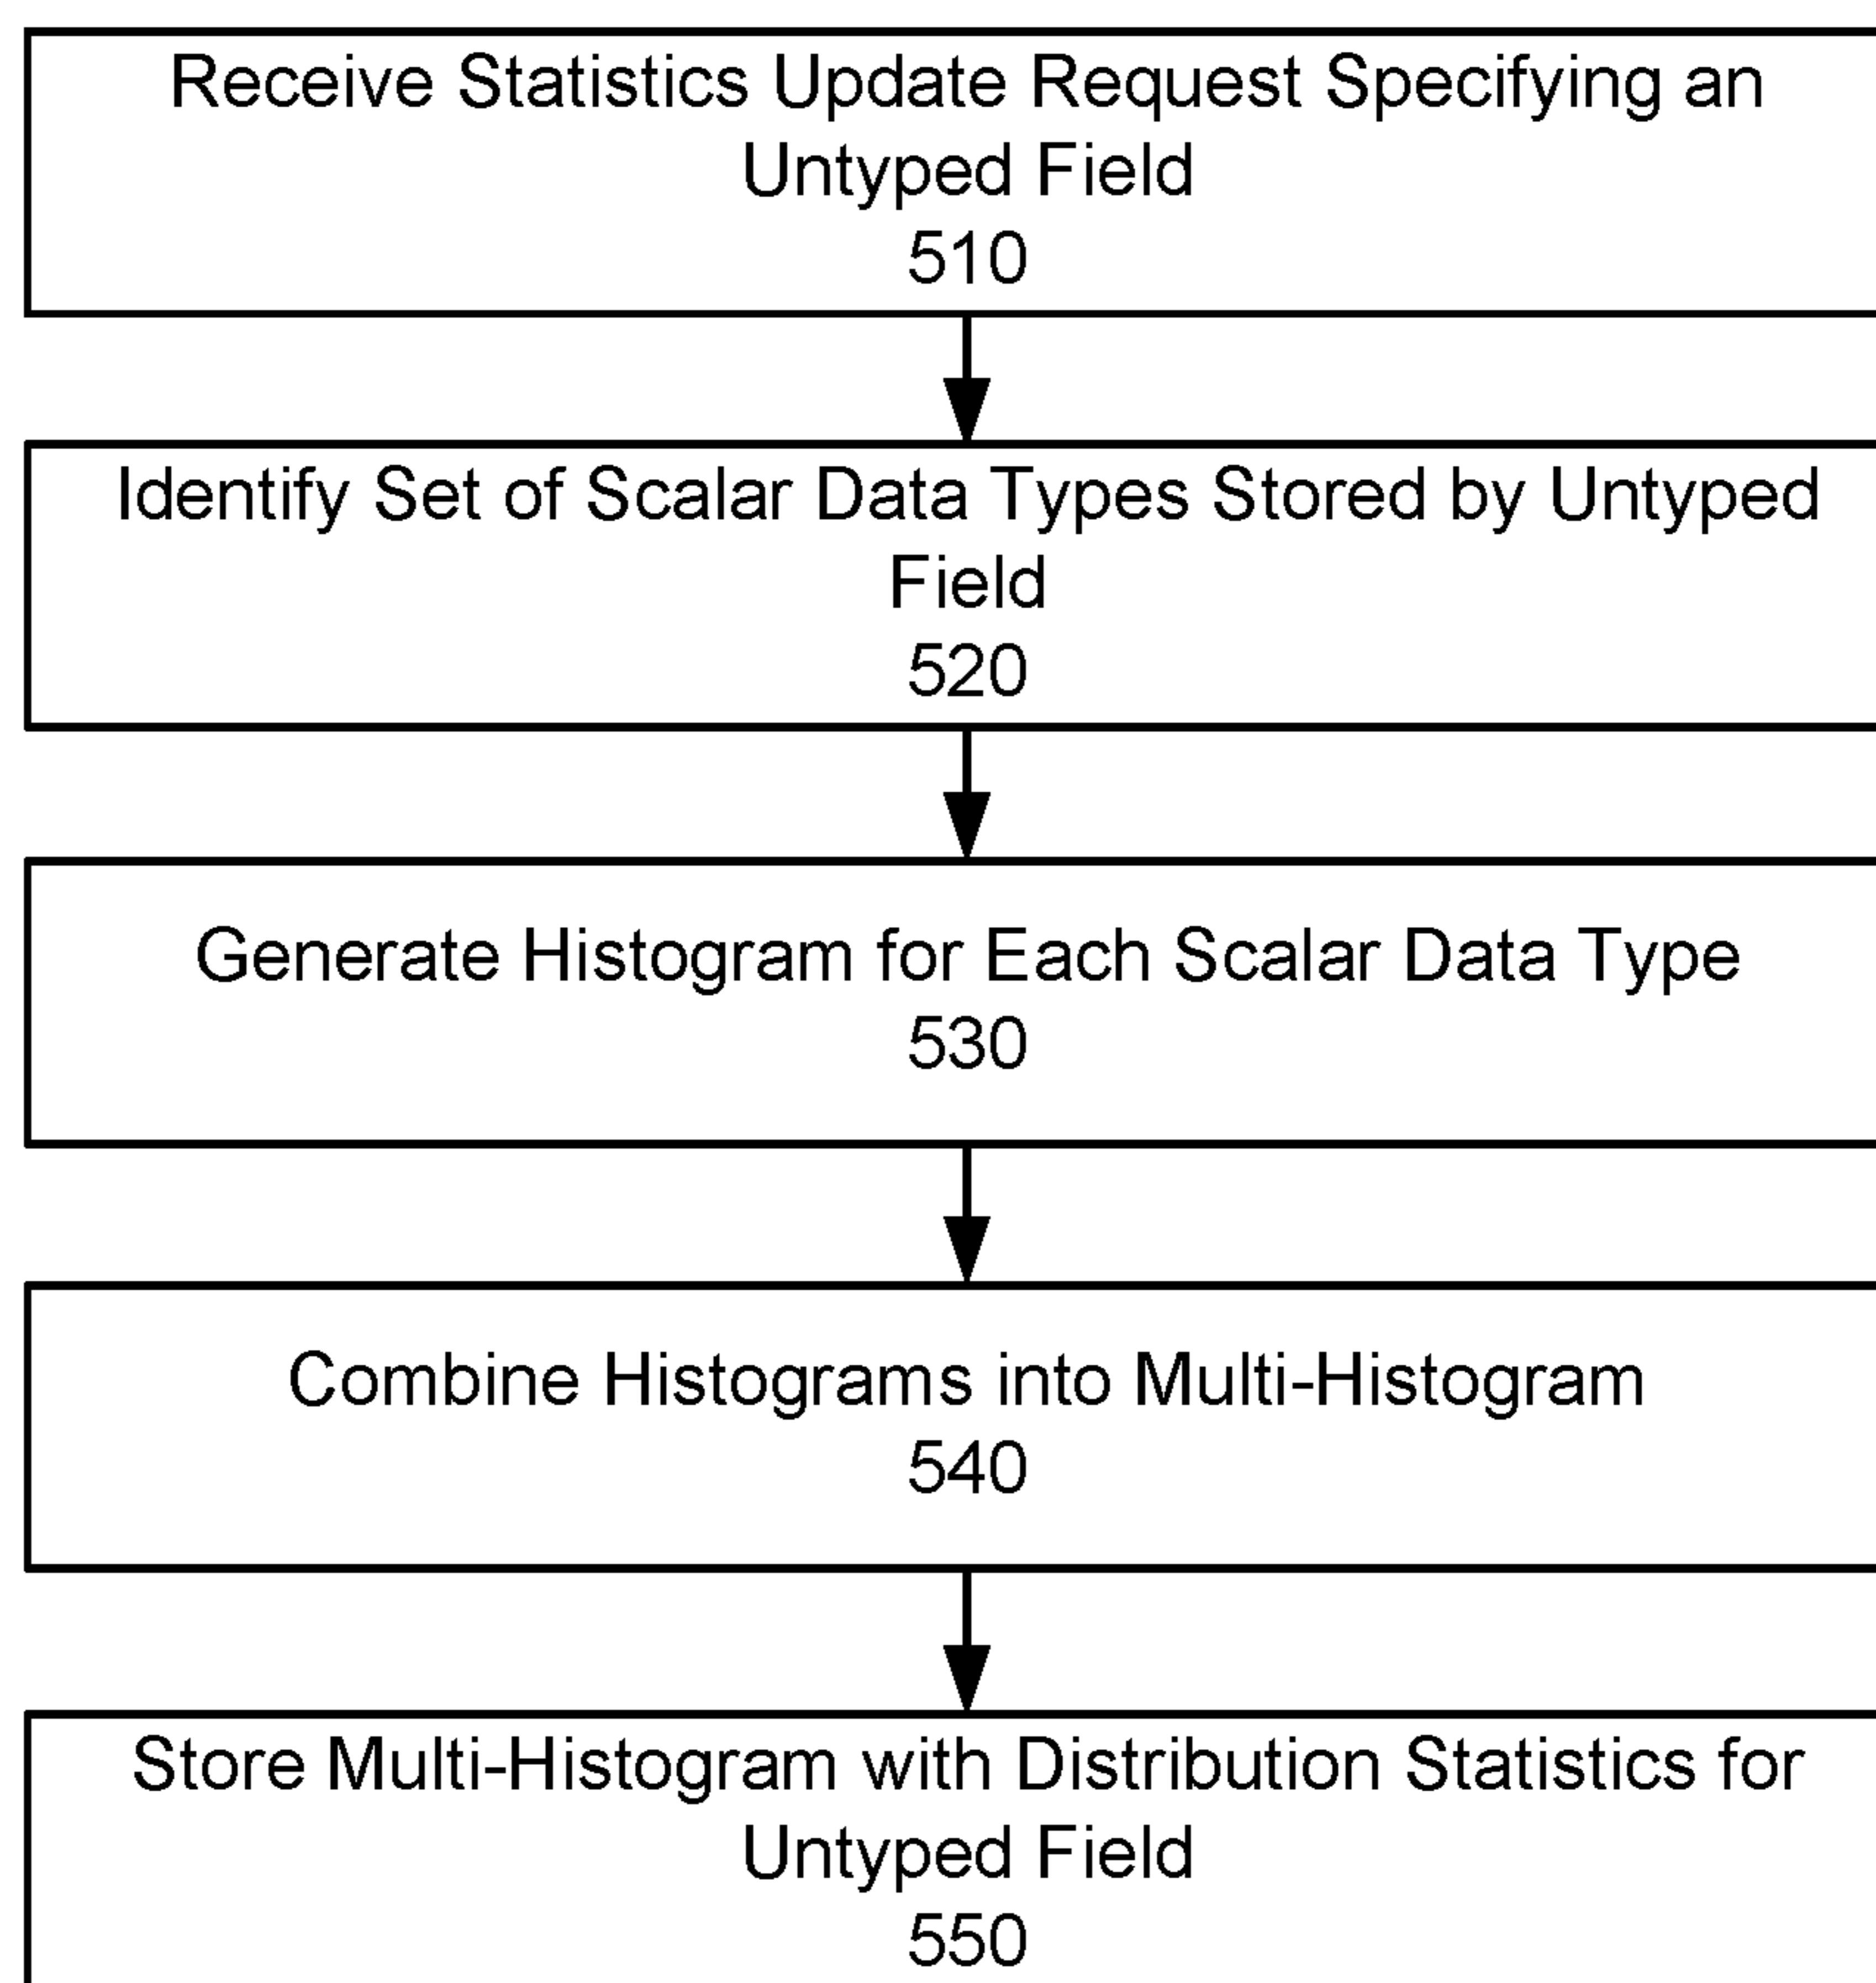 Receive Statistics Update Request Specifying an
Untyped Field
510
Identify Set of Scalar Data Types Stored by Untyped
Field
520
Generate Histogram for Each Scalar Data Type
530
Combine Histograms into Multi-Histogram
540
Store Multi-Histogram with Distribution Statistics for
Untyped Field
550